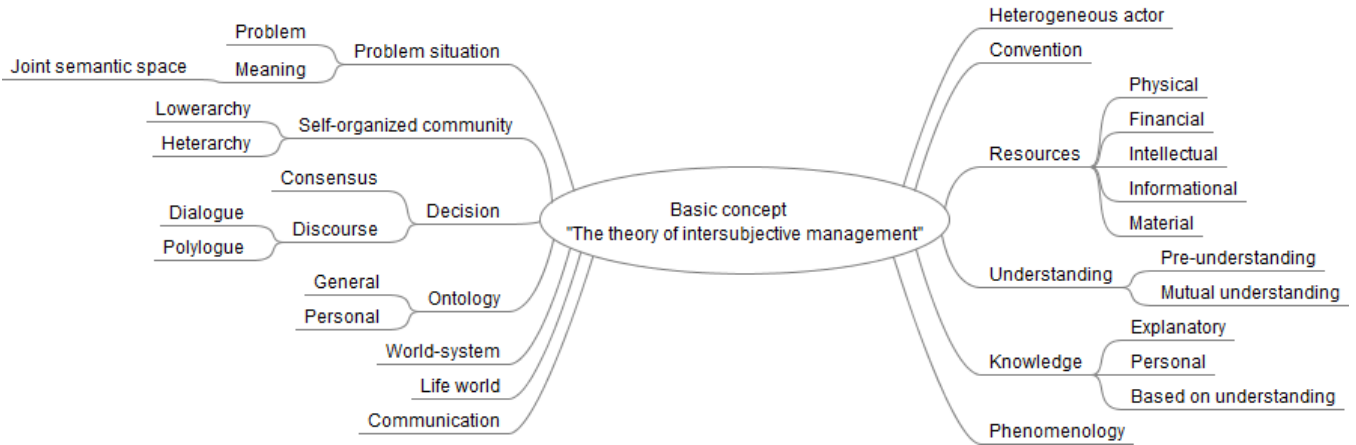 Problem
Problem situation
Joint semantic space
Meaning
Lowerarchy
Self-organized community
Heterarchy
Consensus
Decision
Dialogue
Discourse
Polylogue
General
Ontology
Personal
World-system
Life world
Communication
Basic concept
"The theory of intersubjective management"
Heterogeneous actor
Convention
Physical
Financial
Resources
Intellectual
Informational
Material
Understanding
Pre-understanding
Mutual understanding
Explanatory
Knowledge
Personal
Based on understanding
Phenomenology